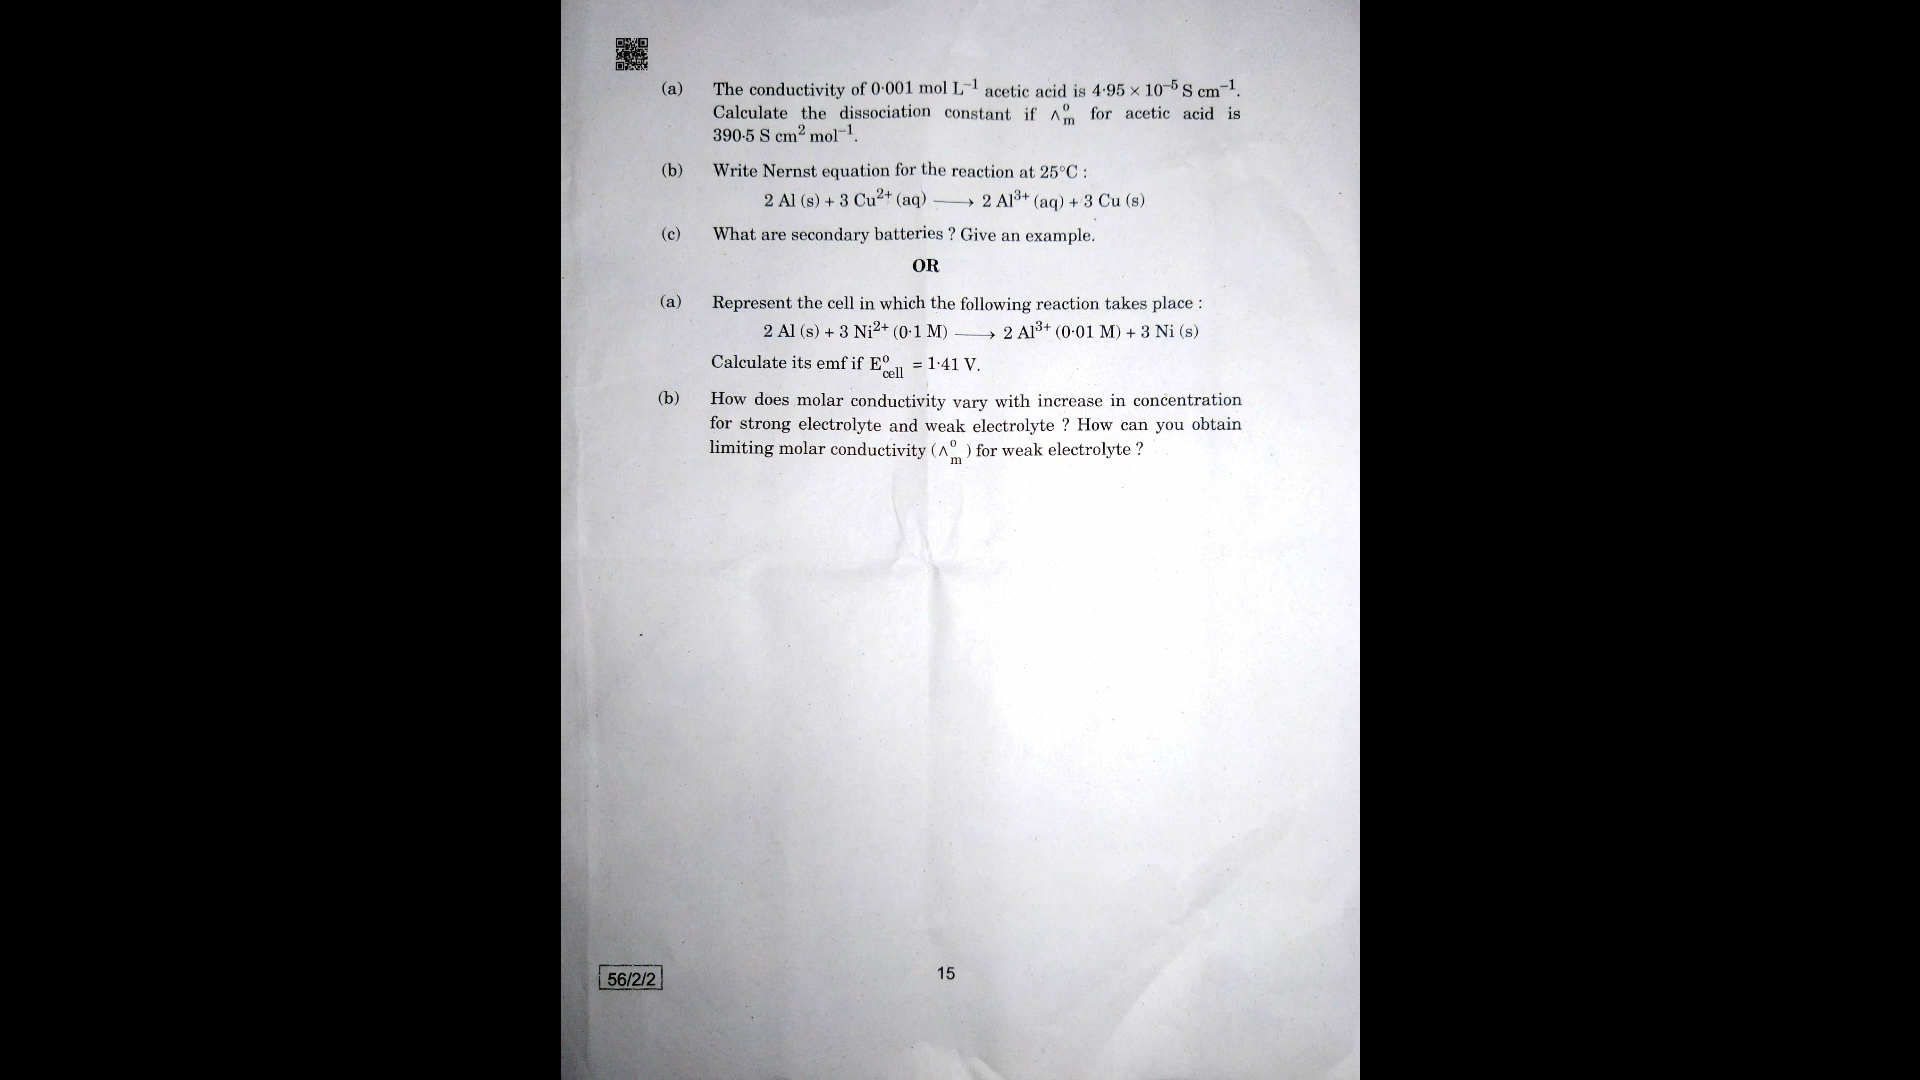 (a) The conductivity of 0·001 mol L⁻¹ acetic acid is 4·95 × 10⁻⁵ S cm⁻¹.
Calculate the dissociation constant if ∧ᵒₘ for acetic acid is
390·5 S cm² mol⁻¹.
(b) Write Nernst equation for the reaction at 25°C :
2 Al (s) + 3 Cu²⁺ (aq) ⟶ 2 Al³⁺ (aq) + 3 Cu (s)
(c) What are secondary batteries ? Give an example.
OR
(a) Represent the cell in which the following reaction takes place :
2 Al (s) + 3 Ni²⁺ (0·1 M) ⟶ 2 Al³⁺ (0·01 M) + 3 Ni (s)
Calculate its emf if Eᵒcell = 1·41 V.
(b) How does molar conductivity vary with increase in concentration
for strong electrolyte and weak electrolyte ? How can you obtain
limiting molar conductivity (∧ᵒₘ) for weak electrolyte ?
56/2/2
15